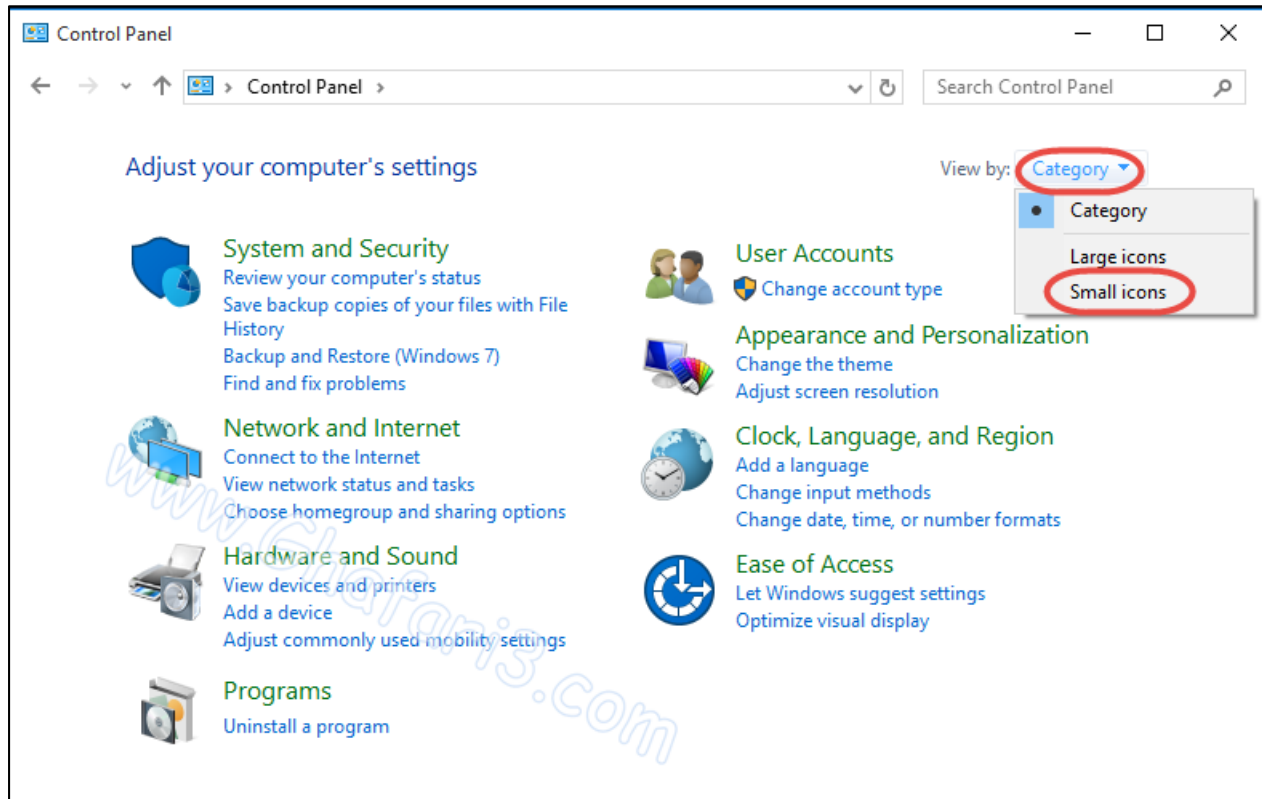 Control Panel
Control Panel
Search Control Panel
Adjust your computer's settings
View by: Category
Category
Large icons
Small icons
System and Security
Review your computer's status
Save backup copies of your files with File
History
Backup and Restore (Windows 7)
Find and fix problems
Network and Internet
Connect to the Internet
View network status and tasks
Choose homegroup and sharing options
Hardware and Sound
View devices and printers
Add a device
Adjust commonly used mobility settings
Programs
Uninstall a program
User Accounts
Change account type
Appearance and Personalization
Change the theme
Adjust screen resolution
Clock, Language, and Region
Add a language
Change input methods
Change date, time, or number formats
Ease of Access
Let Windows suggest settings
Optimize visual display
www.Ghafari3.com